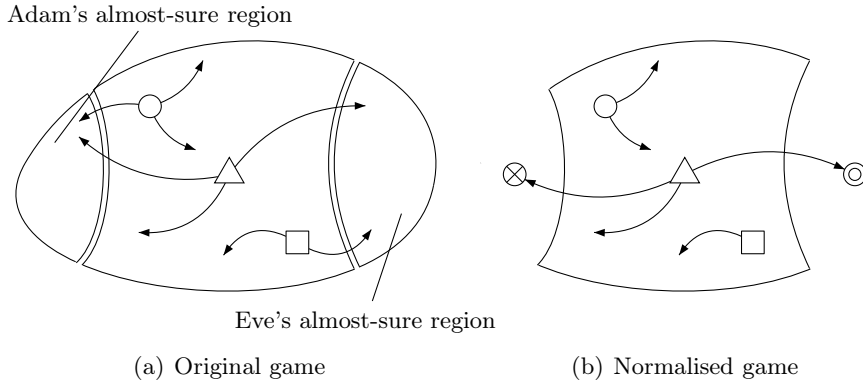 Adam's almost-sure region
Eve's almost-sure region
(a) Original game
(b) Normalised game